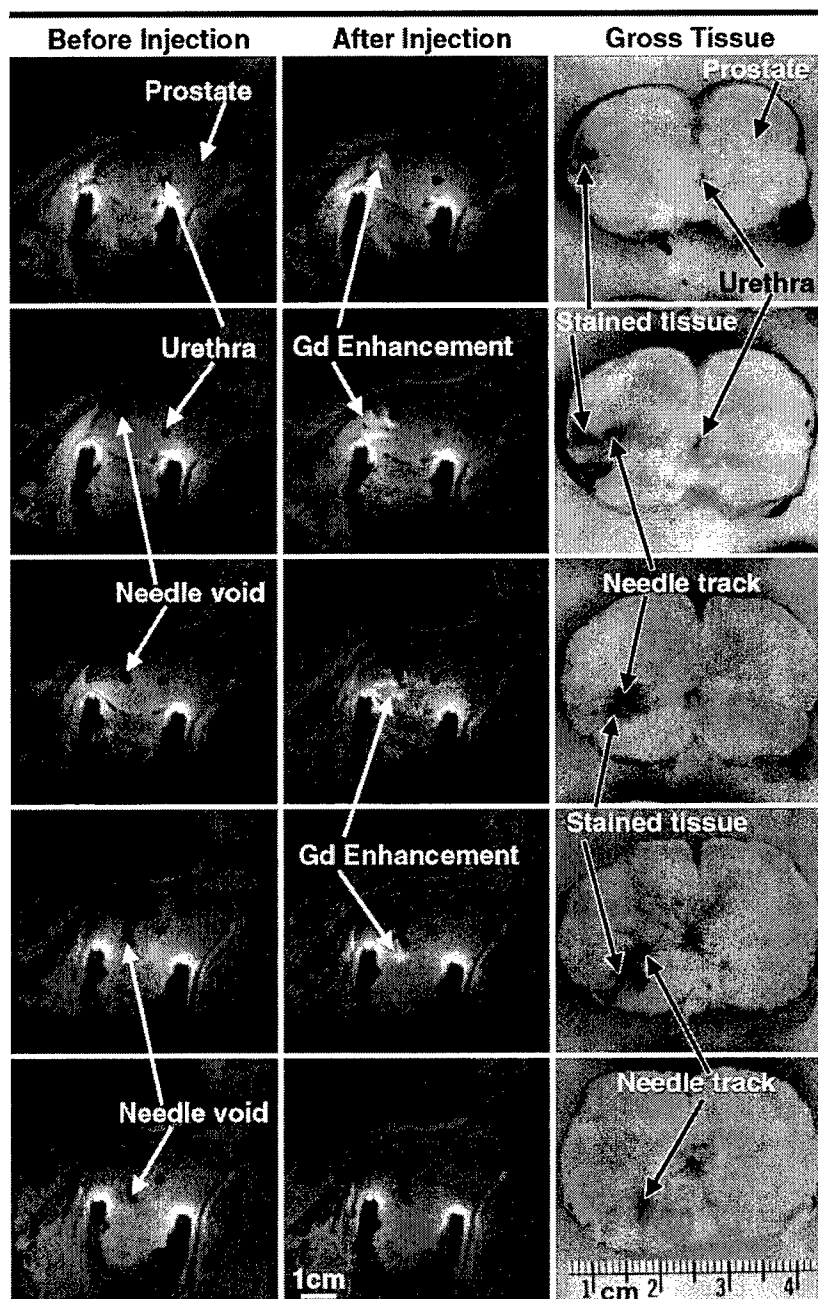 Before Injection After Injection Gross Tissue
Prostate
Prostate
Urethra
Urethra
Gd Enhancement
Stained tissue
Needle void
Needle track
Gd Enhancement
Stained tissue
Needle void
Needle track
1cm
1 cm 2 3 4